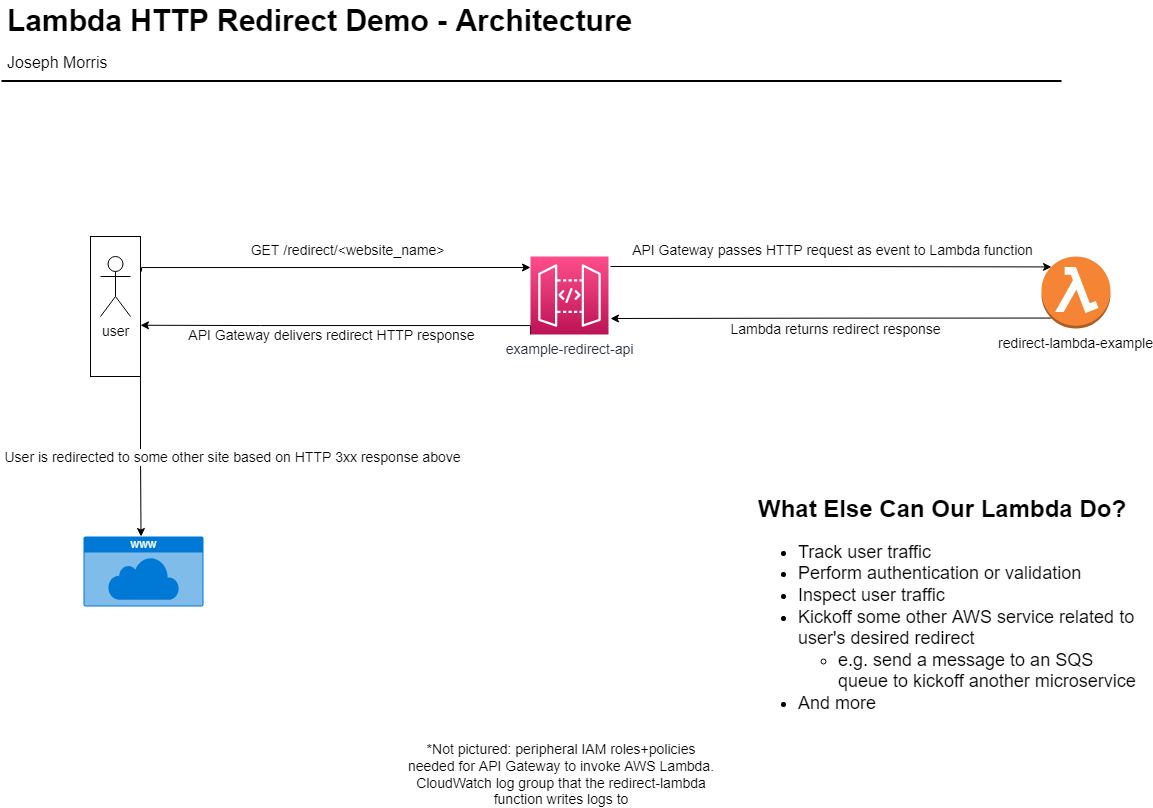 Lambda HTTP Redirect Demo - Architecture
Joseph Morris
GET /redirect/<website_name>
API Gateway passes HTTP request as event to Lambda function
user
</>
API Gateway delivers redirect HTTP response
Lambda returns redirect response
example-redirect-api
redirect-lambda-example
User is redirected to some other site based on HTTP 3xx response above
www
What Else Can Our Lambda Do?
• Track user traffic
• Perform authentication or validation
• Inspect user traffic
• Kickoff some other AWS service related to
user's desired redirect
◦ e.g. send a message to an SQS
queue to kickoff another microservice
• And more
*Not pictured: peripheral IAM roles+policies
needed for API Gateway to invoke AWS Lambda.
CloudWatch log group that the redirect-lambda
function writes logs to